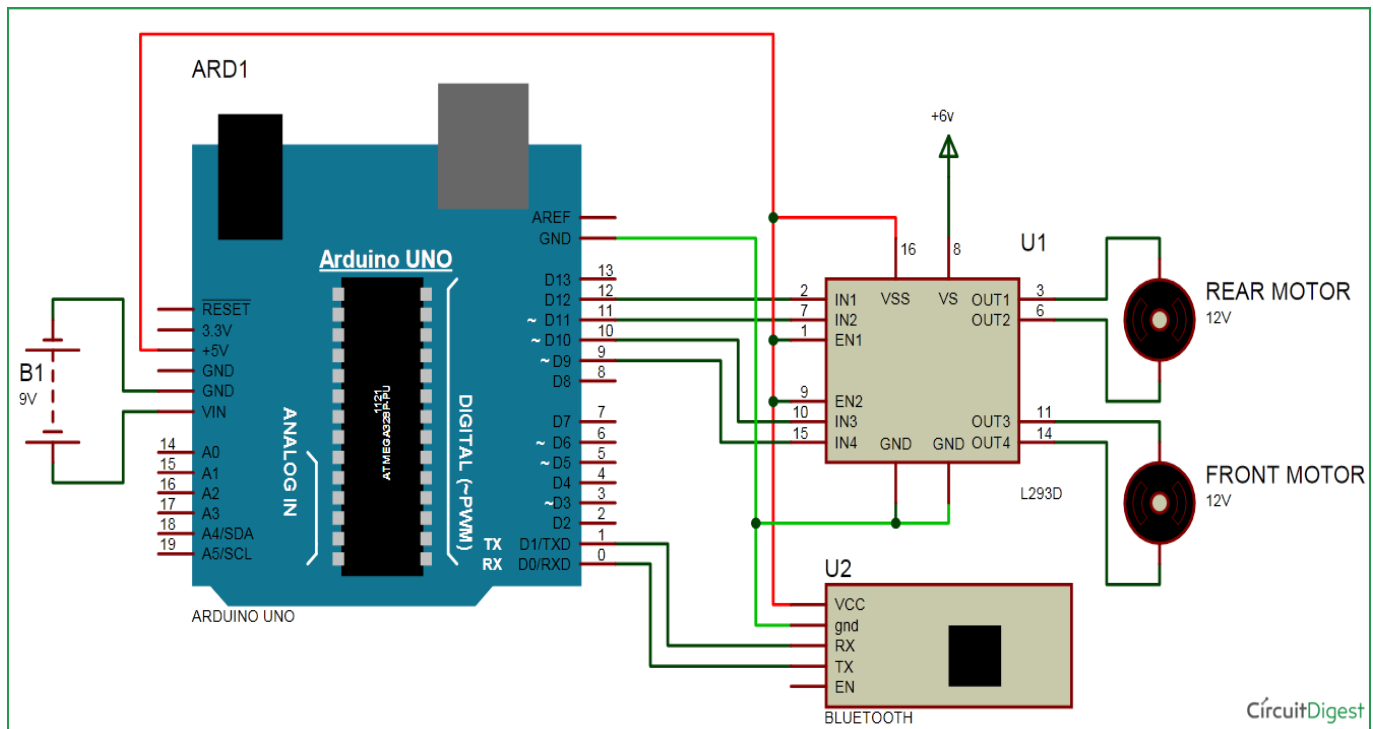 ARD1
Arduino UNO
1121
ATMEGA328P-PU
ANALOG IN
DIGITAL (~PWM)
RESET
3.3V
+5V
GND
GND
VIN
14 A0
15 A1
16 A2
17 A3
18 A4/SDA
19 A5/SCL
AREF
GND
D13 13
D12 12
~ D11 11
~ D10 10
~ D9 9
D8 8
D7 7
~ D6 6
~ D5 5
D4 4
~D3 3
D2 2
TX D1/TXD 1
RX D0/RXD 0
ARDUINO UNO
B1
9V
+6v
U1
16 8
VSS VS
2 IN1
7 IN2
1 EN1
9 EN2
10 IN3
15 IN4
GND GND
OUT1 3
OUT2 6
OUT3 11
OUT4 14
L293D
REAR MOTOR
12V
FRONT MOTOR
12V
U2
VCC
gnd
RX
TX
EN
BLUETOOTH
CircuitDigest